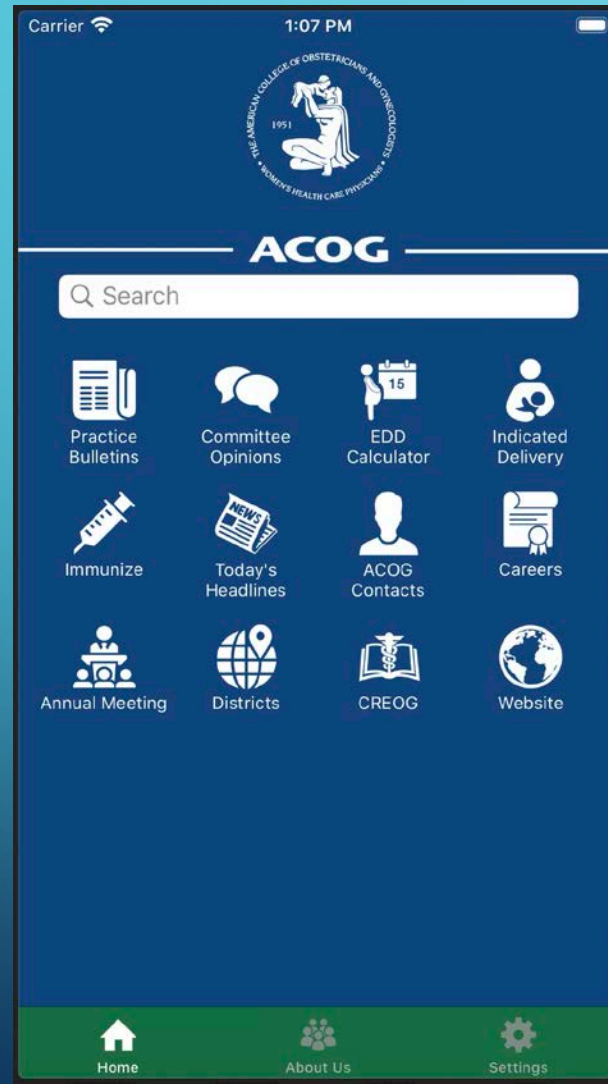 Carrier
1:07 PM
THE AMERICAN COLLEGE OF OBSTETRICIANS AND GYNECOLOGISTS
1951
• WOMEN'S HEALTH CARE PHYSICIANS •
ACOG
Search
15
Practice
Bulletins
Committee
Opinions
EDD
Calculator
Indicated
Delivery
NEWS
Immunize
Today's
Headlines
ACOG
Contacts
Careers
Annual Meeting
Districts
CREOG
Website
Home
About Us
Settings